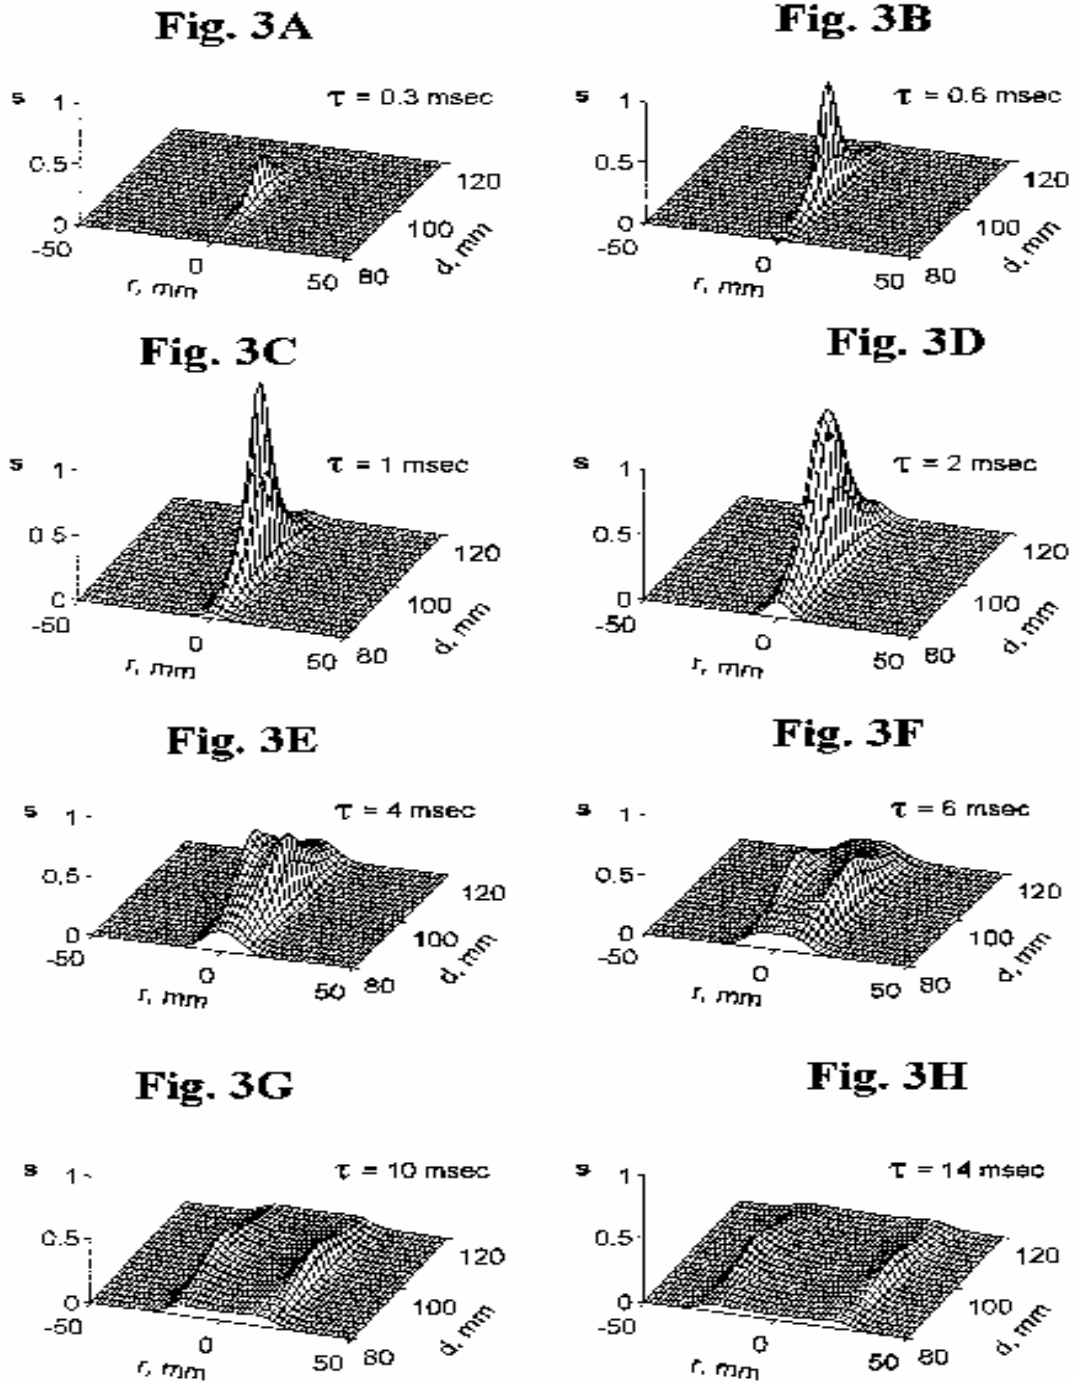 Fig. 3A
Fig. 3B
s 1 τ = 0.3 msec
0.5
0
-50
0
50
80
100
120
r, mm
d, mm
s 1 τ = 0.6 msec
0.5
0
-50
0
50
80
100
120
r, mm
d, mm
Fig. 3C
Fig. 3D
s 1 τ = 1 msec
0.5
0
-50
0
50
80
100
120
r, mm
d, mm
s 1 τ = 2 msec
0.5
0
-50
0
50
80
100
120
r, mm
d, mm
Fig. 3E
Fig. 3F
s 1 τ = 4 msec
0.5
0
-50
0
50
80
100
120
r, mm
d, mm
s 1 τ = 6 msec
0.5
0
-50
0
50
80
100
120
r, mm
d, mm
Fig. 3G
Fig. 3H
s 1 τ = 10 msec
0.5
0
-50
0
50
80
100
120
r, mm
d, mm
s 1 τ = 14 msec
0.5
0
-50
0
50
80
100
120
r, mm
d, mm